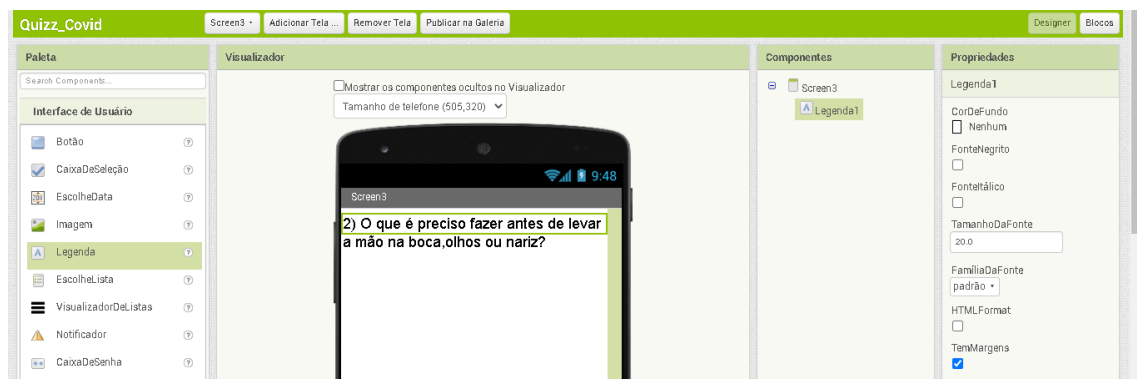 Quizz_Covid
Screen3
Adicionar Tela ...
Remover Tela
Publicar na Galeria
Designer
Blocos
Paleta
Search Components...
Interface de Usuário
Botão
CaixaDeSeleção
EscolheData
Imagem
Legenda
EscolheLista
VisualizadorDeListas
Notificador
CaixaDeSenha
Visualizador
Mostrar os componentes ocultos no Visualizador
Tamanho de telefone (505,320)
9:48
Screen3
2) O que é preciso fazer antes de levar
a mão na boca,olhos ou nariz?
Componentes
Screen3
A Legenda1
Propriedades
Legenda1
CorDeFundo
Nenhum
FonteNegrito
FonteItálico
TamanhoDaFonte
20.0
FamíliaDaFonte
padrão
HTMLFormat
TemMargens